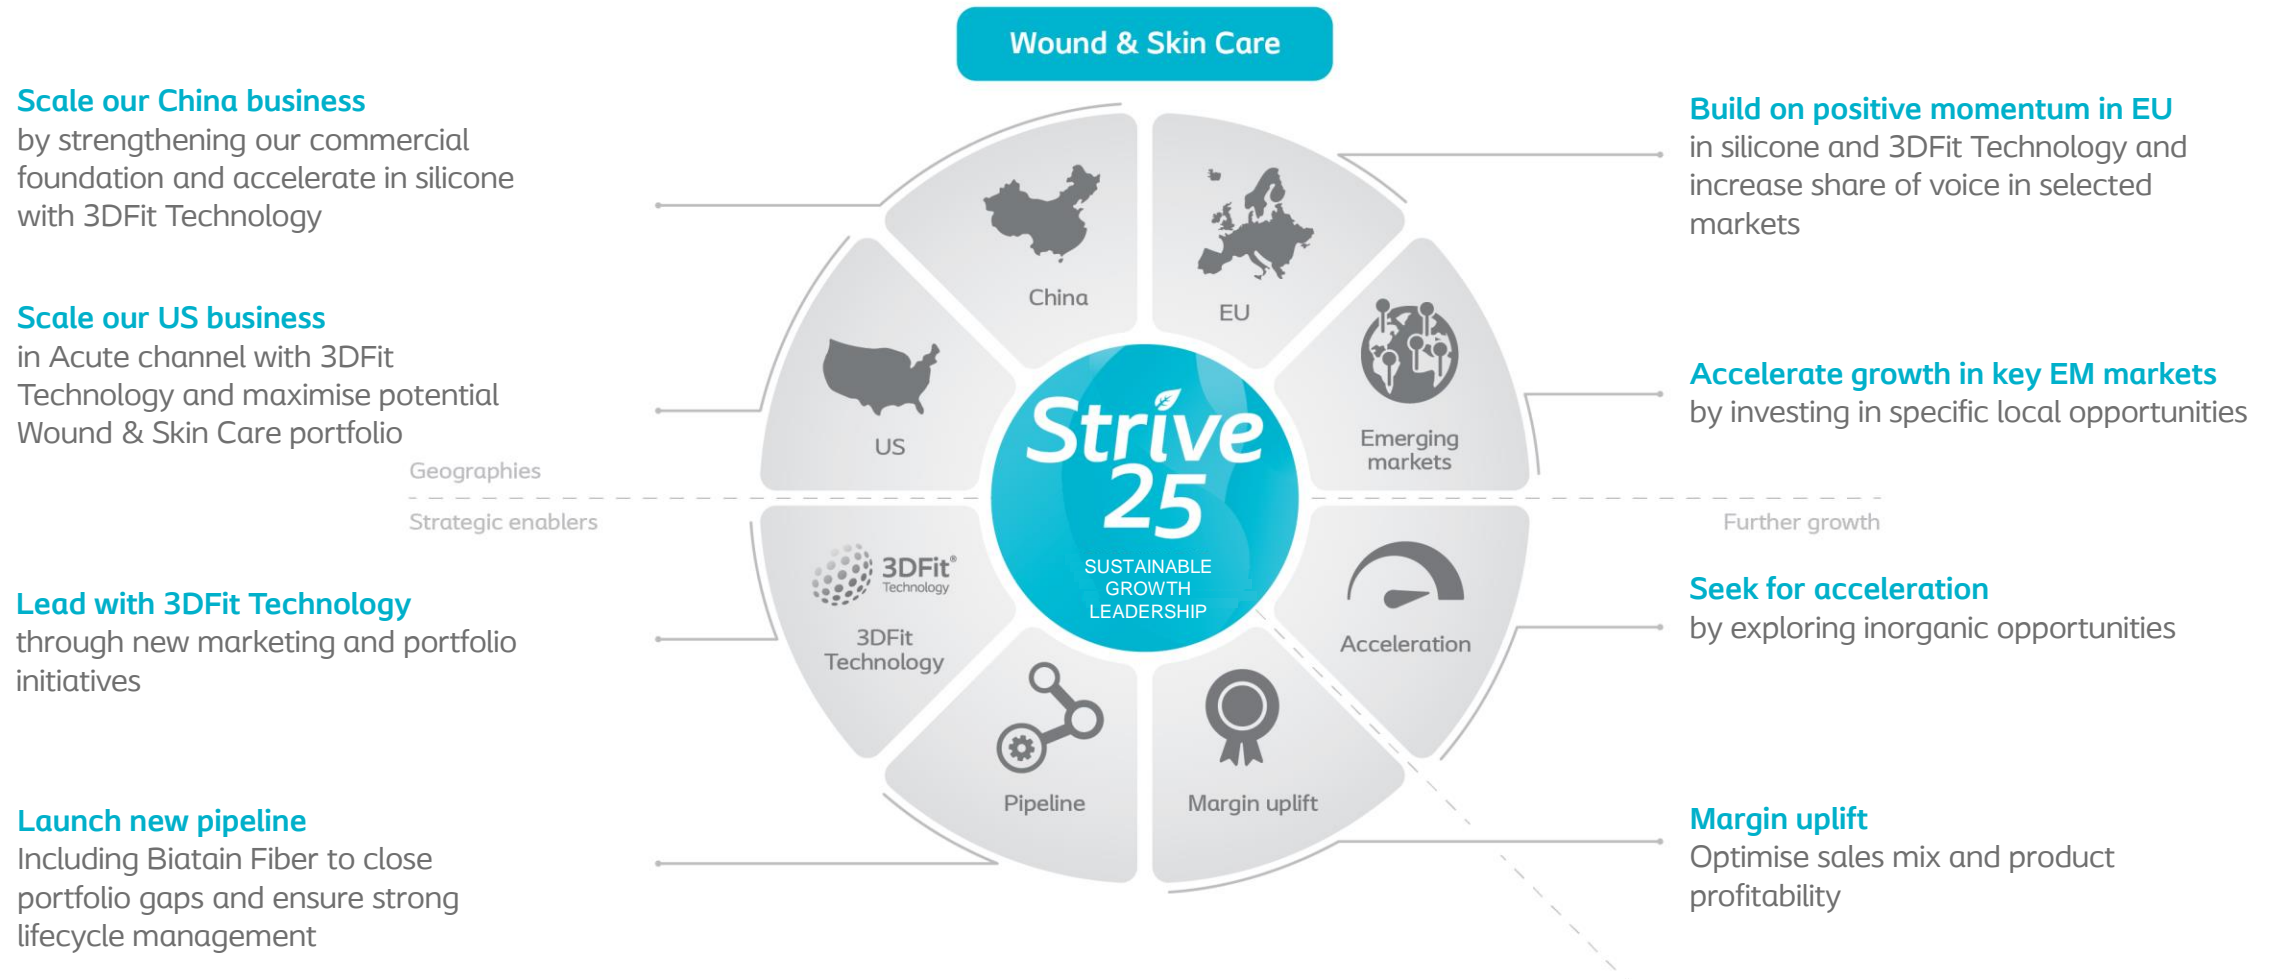 Wound & Skin Care
Scale our China business
by strengthening our commercial
foundation and accelerate in silicone
with 3DFit Technology
Scale our US business
in Acute channel with 3DFit
Technology and maximise potential
Wound & Skin Care portfolio
Geographies
Strategic enablers
Lead with 3DFit Technology
through new marketing and portfolio
initiatives
Launch new pipeline
Including Biatain Fiber to close
portfolio gaps and ensure strong
lifecycle management
China
EU
US
Emerging
markets
Strive
25
SUSTAINABLE
GROWTH
LEADERSHIP
3DFit®
Technology
3DFit
Technology
Acceleration
Pipeline
Margin uplift
Build on positive momentum in EU
in silicone and 3DFit Technology and
increase share of voice in selected
markets
Accelerate growth in key EM markets
by investing in specific local opportunities
Further growth
Seek for acceleration
by exploring inorganic opportunities
Margin uplift
Optimise sales mix and product
profitability